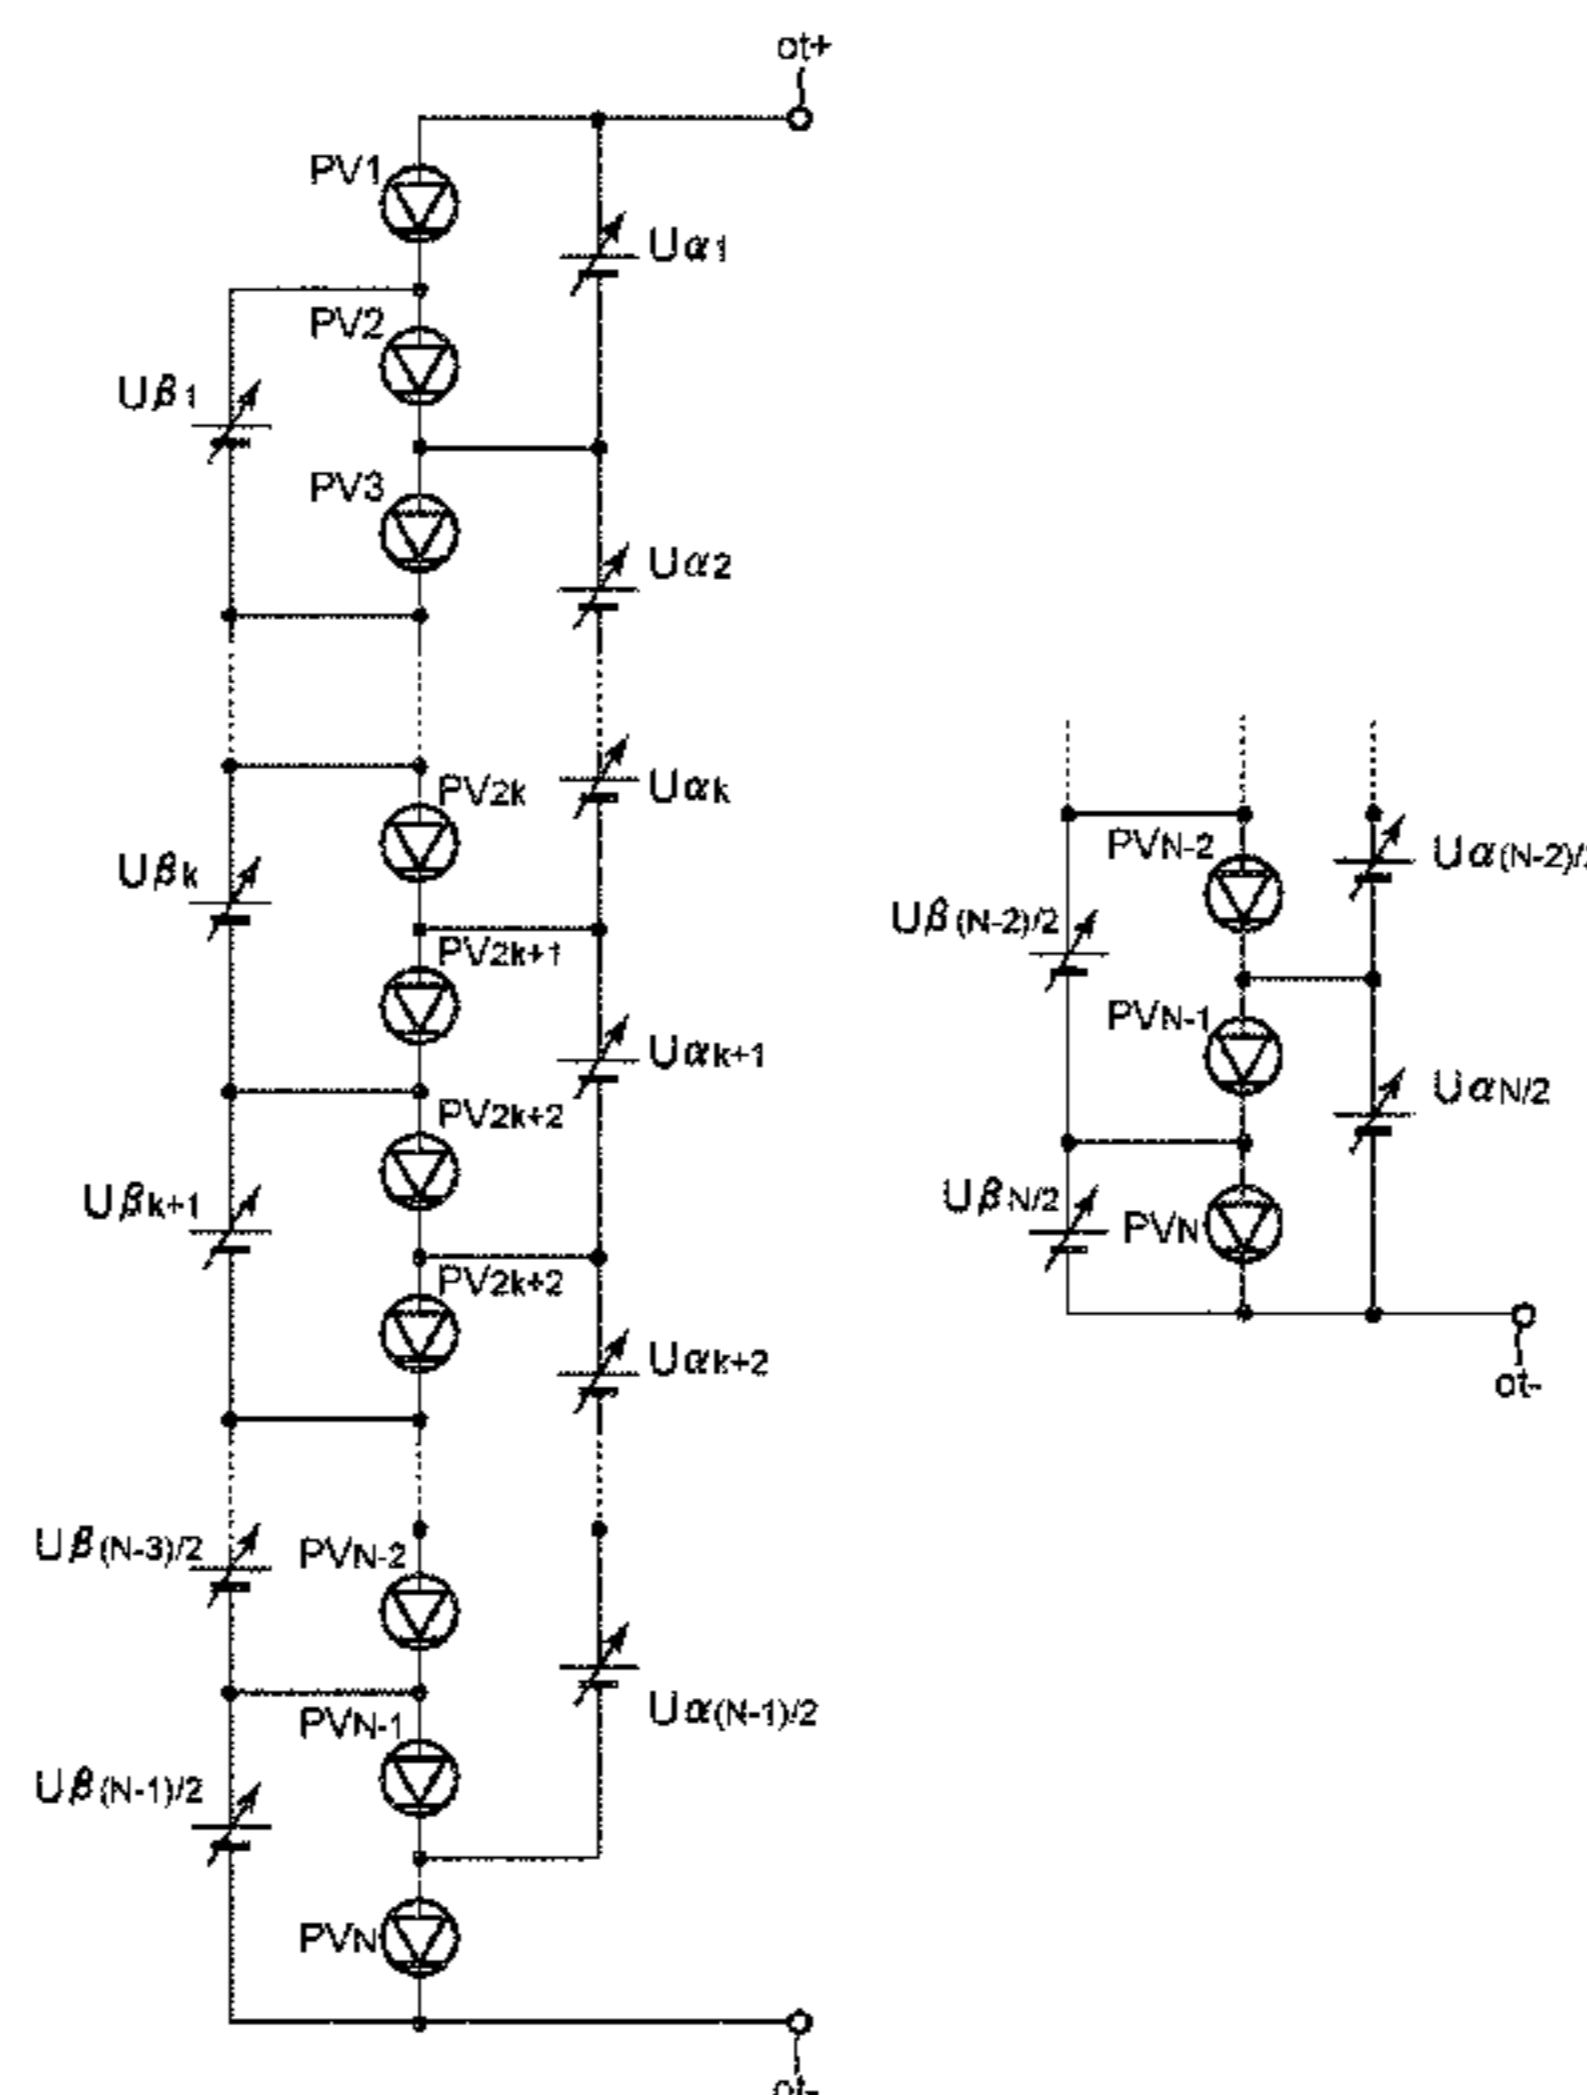 ot+
PV1
Uα1
PV2
Uβ1
PV3
Uα2
PV2k
Uαk
Uβk
PV2k+1
Uαk+1
PV2k+2
Uβk+1
PV2k+2
Uαk+2
Uβ(N-3)/2
PVN-2
Uα(N-1)/2
PVN-1
Uβ(N-1)/2
PVN
ot-
PVN-2
Uα(N-2)/2
Uβ(N-2)/2
PVN-1
UαN/2
UβN/2
PVN
ot-